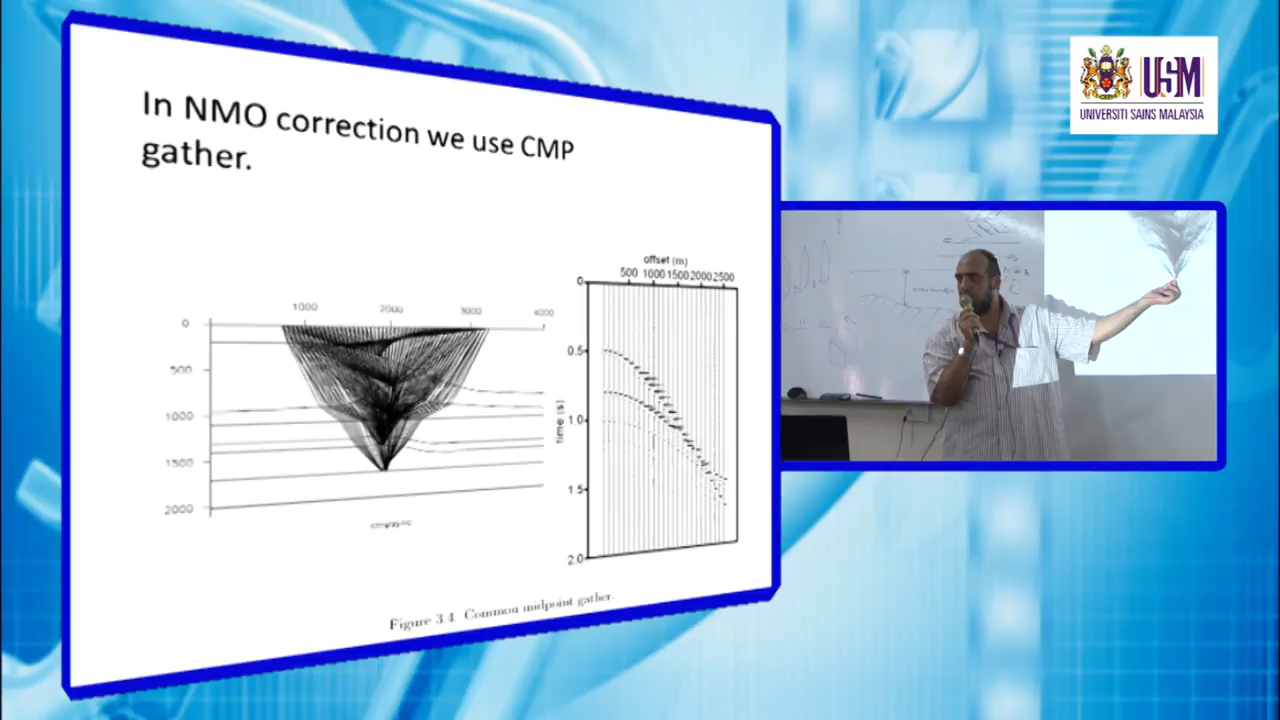 In NMO correction we use CMP
gather.
1000 2000 3000 4000
0
500
1000
1500
2000
offset (m)
500 1000 1500 2000 2500
0
0.5
1.0
1.5
2.0
time (s)
Figure 3.4. Common midpoint gather.
USM
UNIVERSITI SAINS MALAYSIA